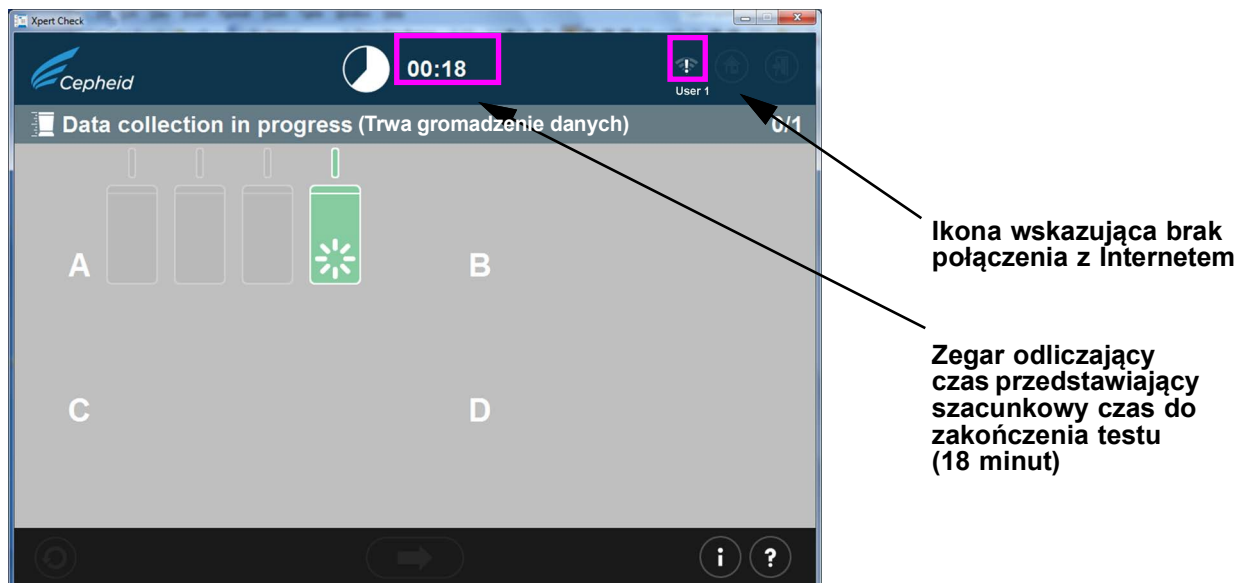 Xpert Check
Cepheid
00:18
User 1
Data collection in progress (Trwa gromadzenie danych)
0/1
A
B
C
D
i
?
Ikona wskazująca brak
połączenia z Internetem
Zegar odliczający
czas przedstawiający
szacunkowy czas do
zakończenia testu
(18 minut)